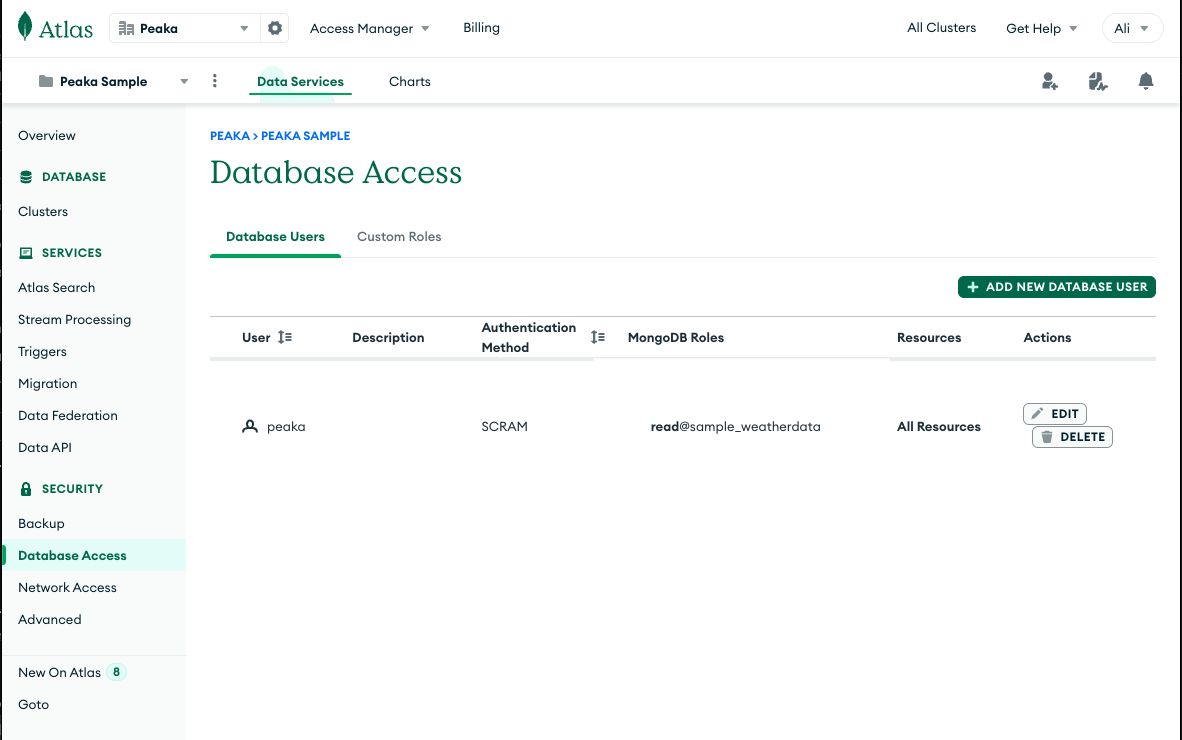 Atlas
Peaka
Access Manager
Billing
All Clusters
Get Help
Ali
Peaka Sample
Data Services
Charts
Overview
DATABASE
Clusters
SERVICES
Atlas Search
Stream Processing
Triggers
Migration
Data Federation
Data API
SECURITY
Backup
Database Access
Network Access
Advanced
New On Atlas 8
Goto
PEAKA > PEAKA SAMPLE
Database Access
Database Users
Custom Roles
+ ADD NEW DATABASE USER
User
Description
Authentication
Method
MongoDB Roles
Resources
Actions
peaka
SCRAM
read@sample_weatherdata
All Resources
EDIT
DELETE